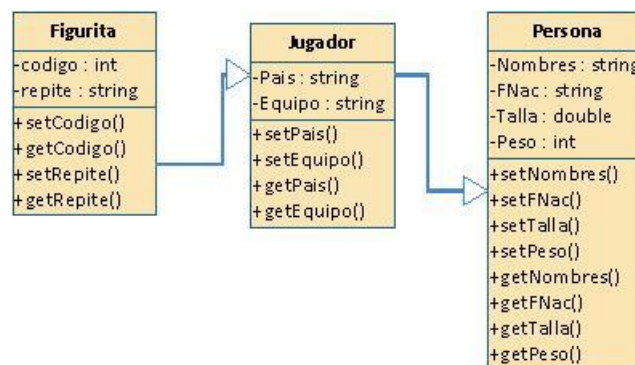 Figurita
-codigo : int
-repite : string
+setCodigo()
+getCodigo()
+setRepite()
+getRepite()
Jugador
-Pais : string
-Equipo : string
+setPais()
+setEquipo()
+getPais()
+getEquipo()
Persona
-Nombres : string
-FNac : string
-Talla : double
-Peso : int
+setNombres()
+setFNac()
+setTalla()
+setPeso()
+getNombres()
+getFNac()
+getTalla()
+getPeso()